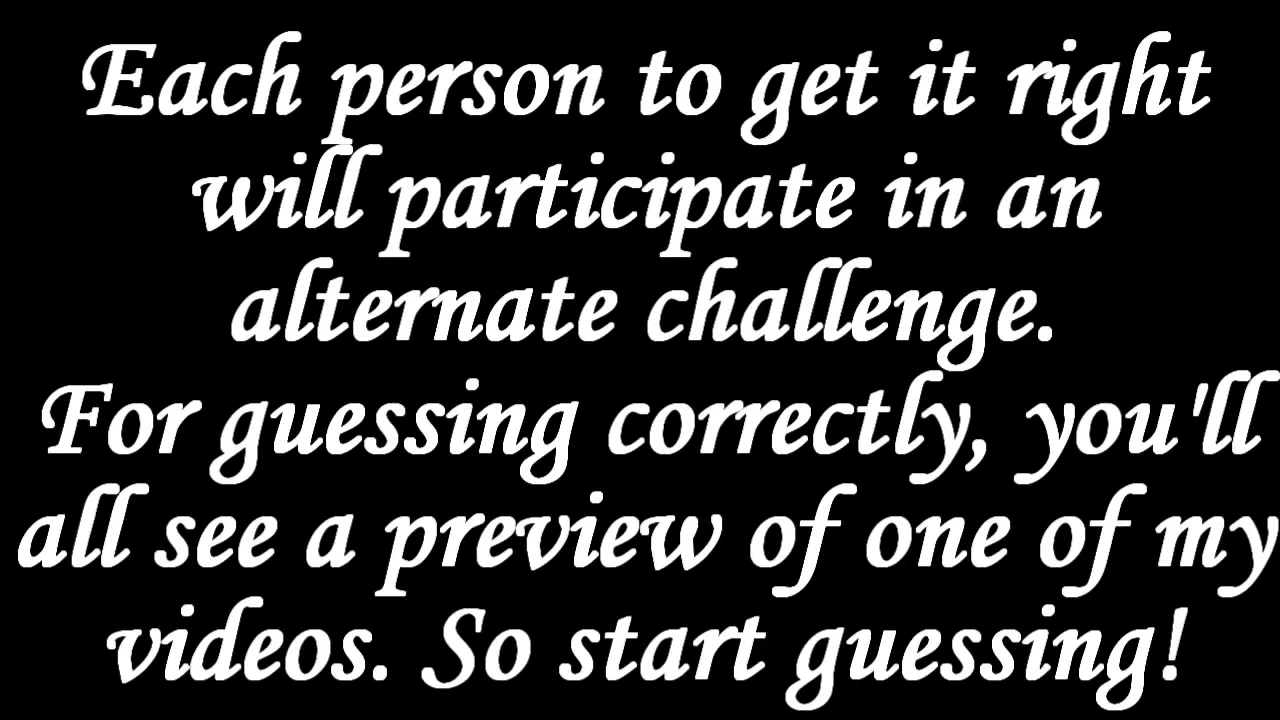 Each person to get it right
will participate in an
alternate challenge.
For guessing correctly, you'll
all see a preview of one of my
videos. So start guessing!